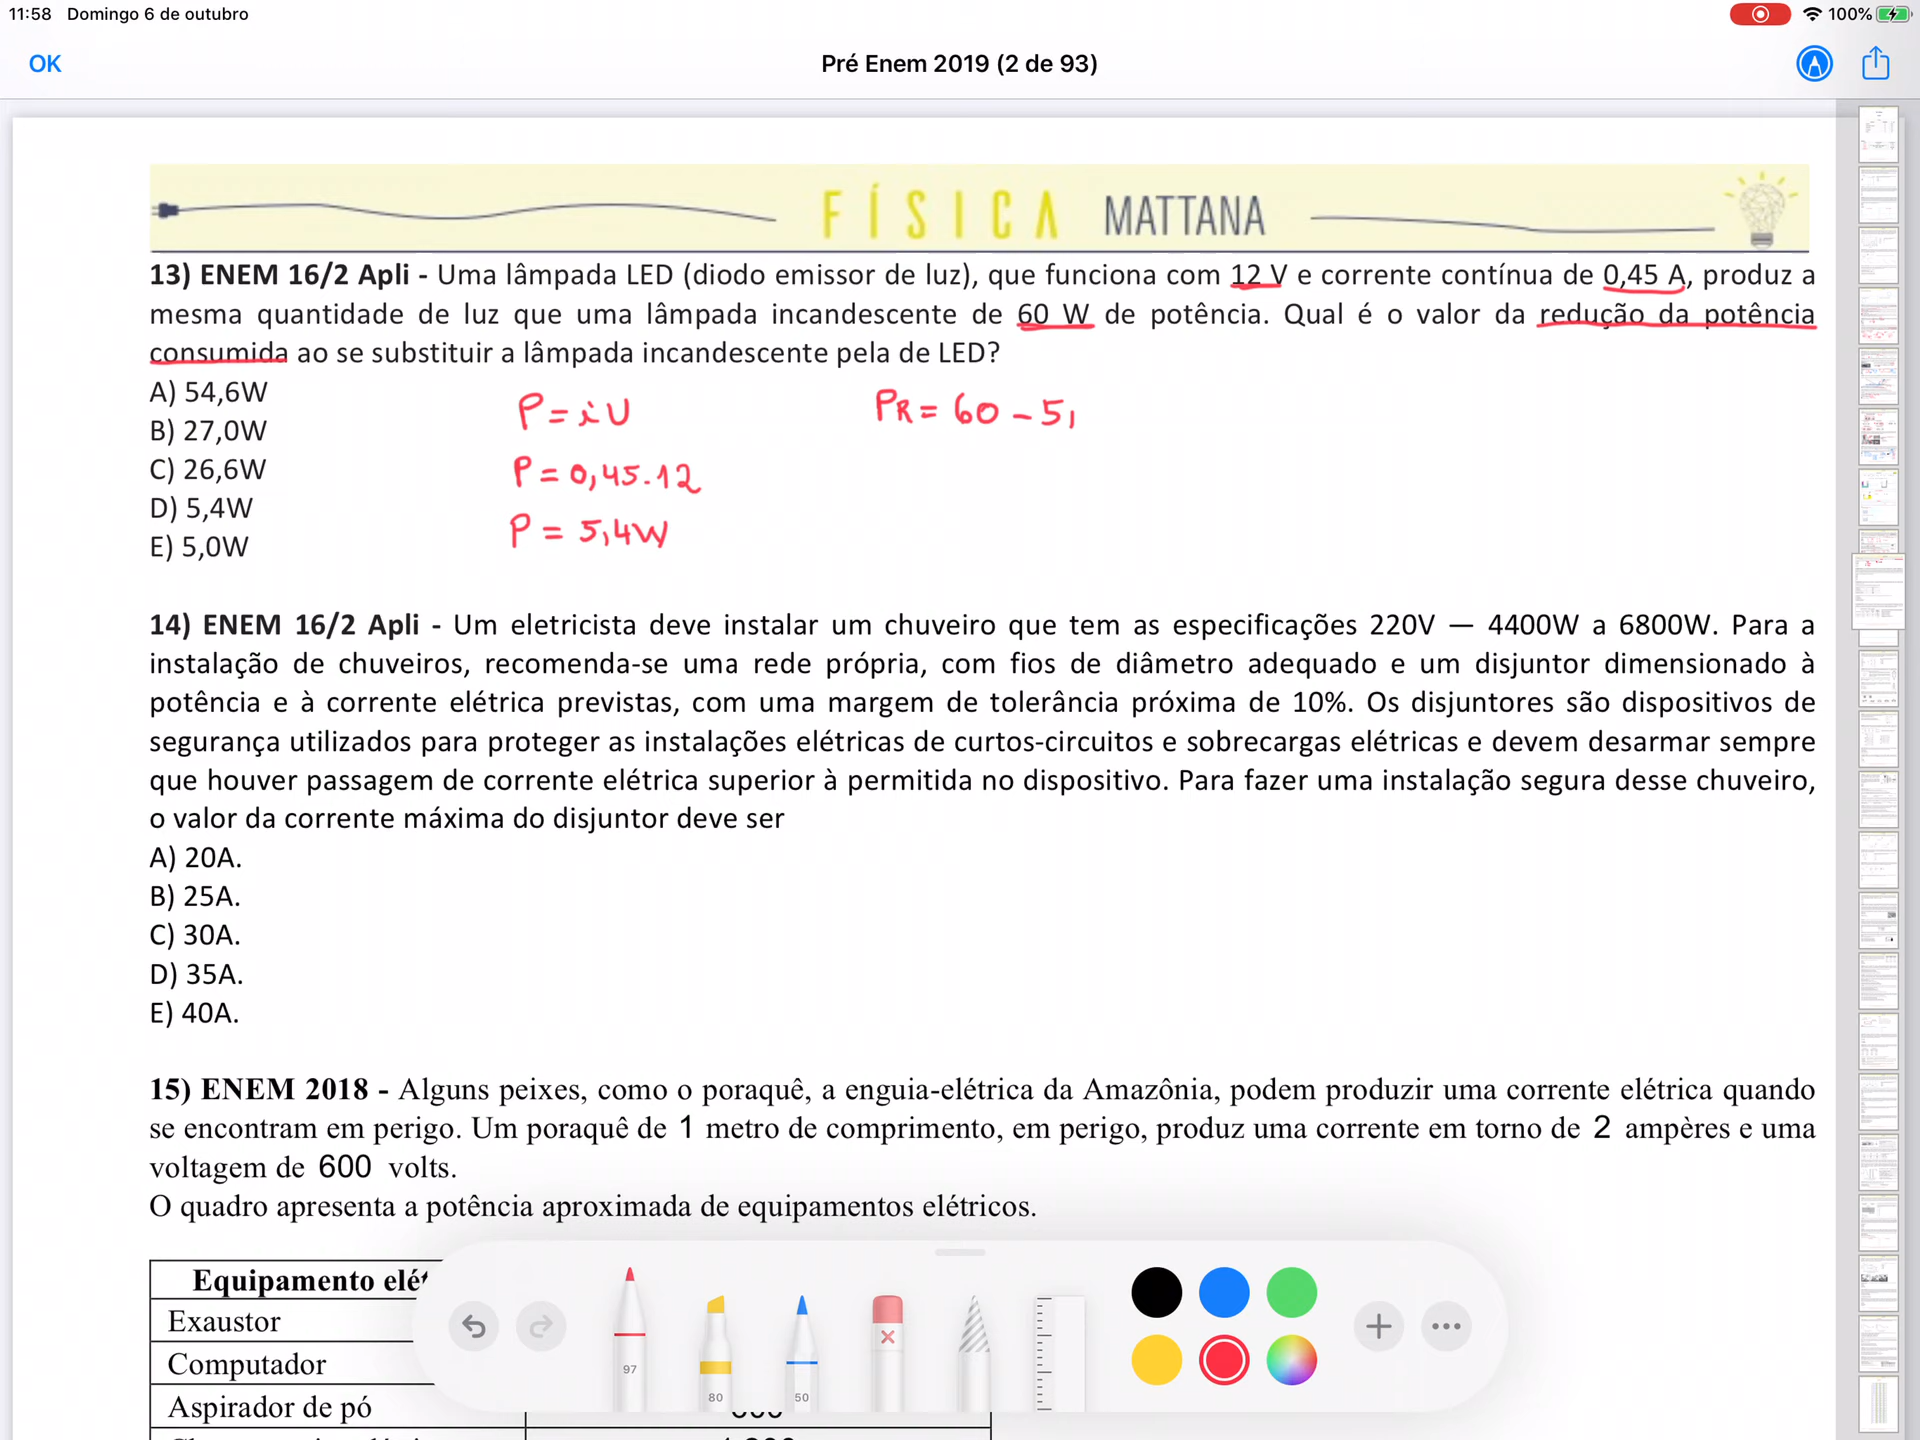 11:58 Domingo 6 de outubro 100%
OK Pré Enem 2019 (2 de 93)
FÍSICA MATTANA
13) ENEM 16/2 Apli - Uma lâmpada LED (diodo emissor de luz), que funciona com 12 V e corrente contínua de 0,45 A, produz a
mesma quantidade de luz que uma lâmpada incandescente de 60 W de potência. Qual é o valor da redução da potência
consumida ao se substituir a lâmpada incandescente pela de LED?
A) 54,6W
B) 27,0W
C) 26,6W
D) 5,4W
E) 5,0W
P = i U
P = 0,45.12
P = 5,4W
PR = 60 - 5,
14) ENEM 16/2 Apli - Um eletricista deve instalar um chuveiro que tem as especificações 220V — 4400W a 6800W. Para a
instalação de chuveiros, recomenda-se uma rede própria, com fios de diâmetro adequado e um disjuntor dimensionado à
potência e à corrente elétrica previstas, com uma margem de tolerância próxima de 10%. Os disjuntores são dispositivos de
segurança utilizados para proteger as instalações elétricas de curtos-circuitos e sobrecargas elétricas e devem desarmar sempre
que houver passagem de corrente elétrica superior à permitida no dispositivo. Para fazer uma instalação segura desse chuveiro,
o valor da corrente máxima do disjuntor deve ser
A) 20A.
B) 25A.
C) 30A.
D) 35A.
E) 40A.
15) ENEM 2018 - Alguns peixes, como o poraquê, a enguia-elétrica da Amazônia, podem produzir uma corrente elétrica quando
se encontram em perigo. Um poraquê de 1 metro de comprimento, em perigo, produz uma corrente em torno de 2 ampères e uma
voltagem de 600 volts.
O quadro apresenta a potência aproximada de equipamentos elétricos.
Equipamento
Exaustor
Computador
Aspirador de pó
97
80
50